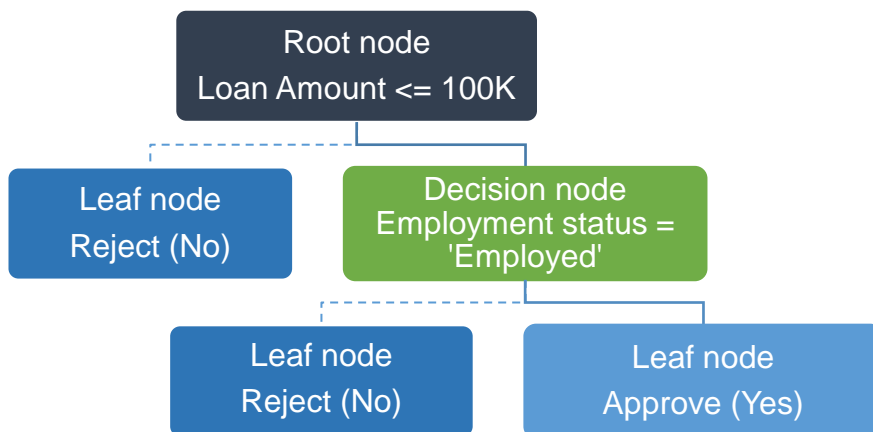 Root node
Loan Amount <= 100K
Leaf node
Reject (No)
Decision node
Employment status =
'Employed'
Leaf node
Reject (No)
Leaf node
Approve (Yes)